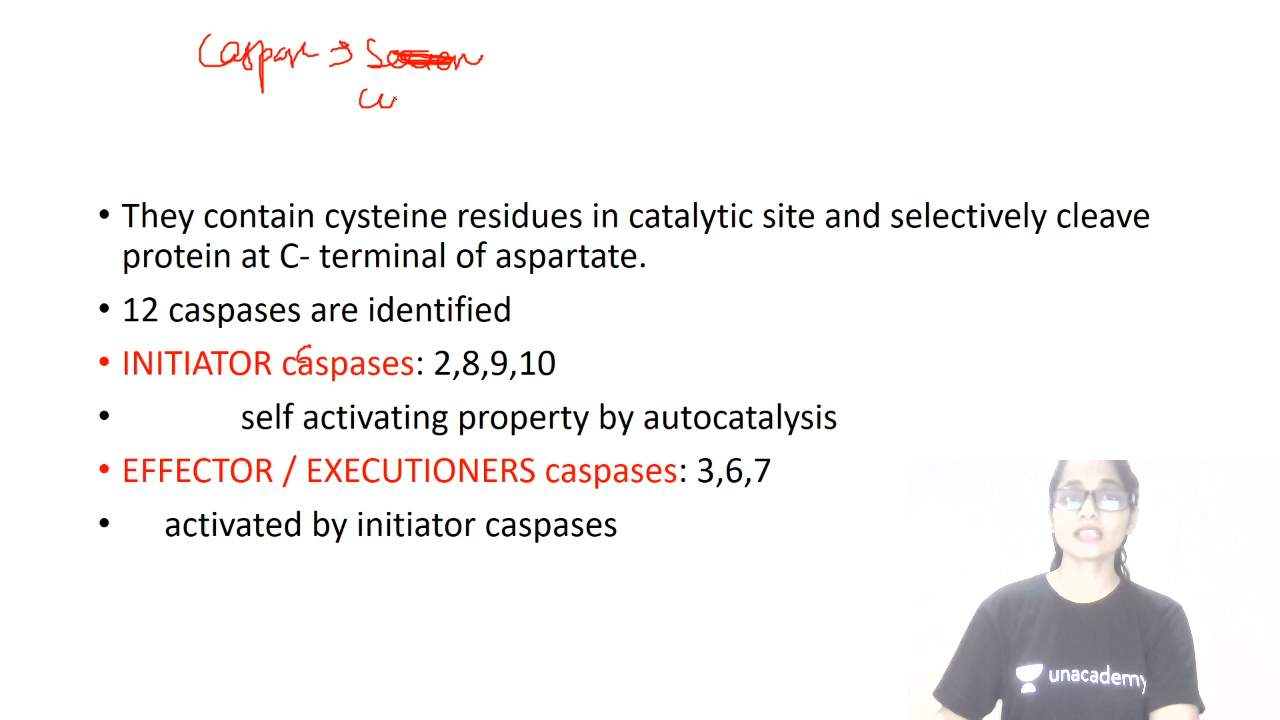 • They contain cysteine residues in catalytic site and selectively cleave
protein at C- terminal of aspartate.
• 12 caspases are identified
• INITIATOR caspases: 2,8,9,10
• self activating property by autocatalysis
• EFFECTOR / EXECUTIONERS caspases: 3,6,7
• activated by initiator caspases
unacademy